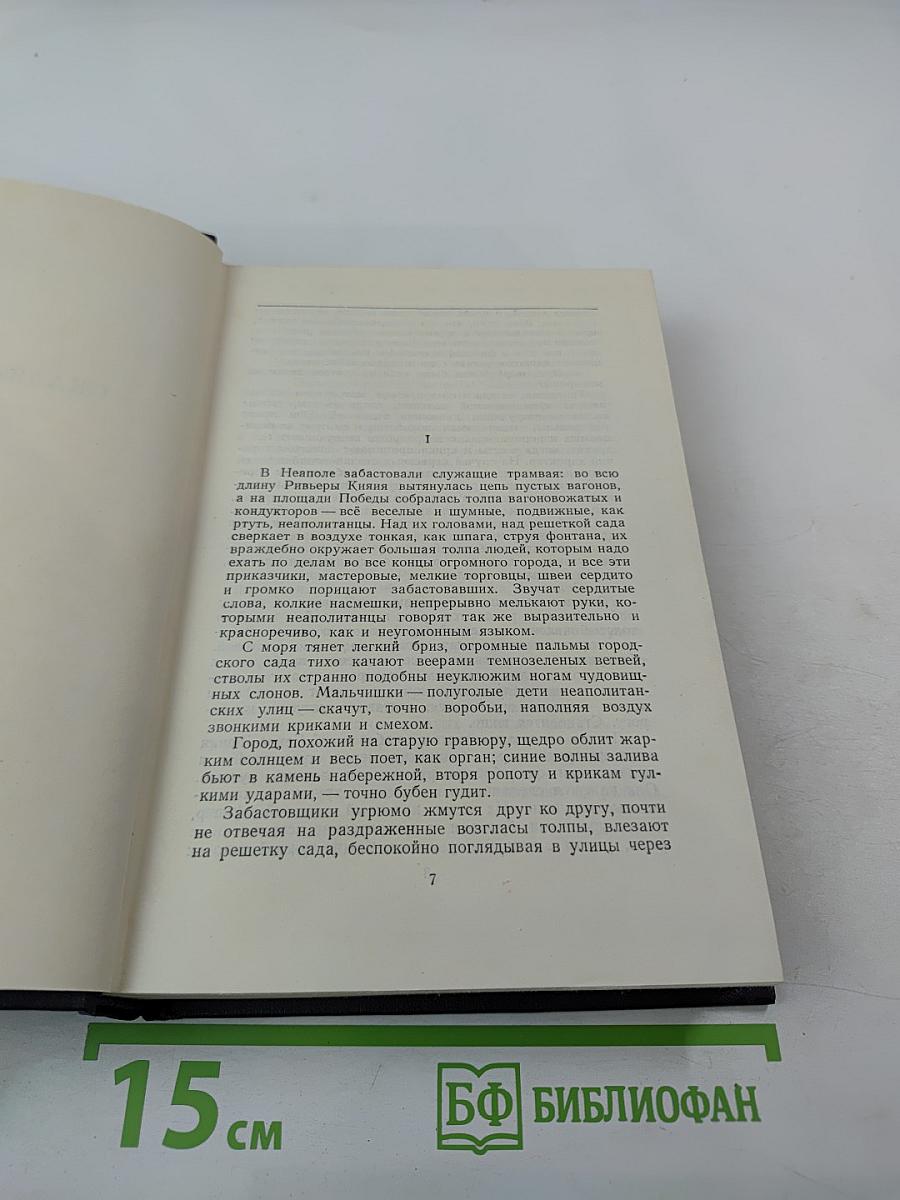 I
В Неаполе забастовали служащие трамвая: во всю
длину Ривьеры Кияия вытянулась цепь пустых вагонов,
а на площади Победы собралась толпа вагоновожатых и
кондукторов — всё веселые и шумные, подвижные, как
ртуть, неаполитанцы. Над их головами, над решеткой сада
сверкает в воздухе тонкая, как шпага, струя фонтана, их
враждебно окружает большая толпа людей, которым надо
ехать по делам во все концы огромного города, и все эти
приказчики, мастеровые, мелкие торговцы, швеи сердито
и громко порицают забастовавших. Звучат сердитые
слова, колкие насмешки, непрерывно мелькают руки, ко-
торыми неаполитанцы говорят так же выразительно и
красноречиво, как и неугомонным языком.
С моря тянет легкий бриз, огромные пальмы город-
ского сада тихо качают веерами темнозеленых ветвей,
стволы их странно подобны неуклюжим ногам чудовищ-
ных слонов. Мальчишки — полуголые дети неаполитан-
ских улиц — скачут, точно воробьи, наполняя воздух
звонкими криками и смехом.
Город, похожий на старую гравюру, щедро облит жар-
ким солнцем и весь поет, как орган; синие волны залива
бьют в камень набережной, вторя ропоту и крикам гул-
кими ударами, — точно бубен гудит.
Забастовщики угрюмо жмутся друг ко другу, почти
не отвечая на раздраженные возгласы толпы, влезают
на решетку сада, беспокойно поглядывая в улицы через
7
15 см
БФ БИБЛИОФАН